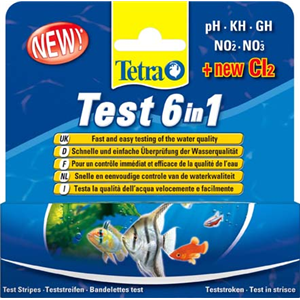 NEW!
pH · KH · GH
NO2 · NO3
+ new Cl2
Tetra
Test 6in1
UK Fast and easy testing of the water quality
D Schnelle und einfache Überprüfung der Wasserqualität
F Pour un contrôle immédiat et efficace de la qualité de l'eau
NL Snelle en eenvoudige controle van de waterkwaliteit
I Testa la qualità dell'acqua velocemente e facilmente
Test Stripes · Teststreifen · Bandelettes test
Teststroken · Test in strisce